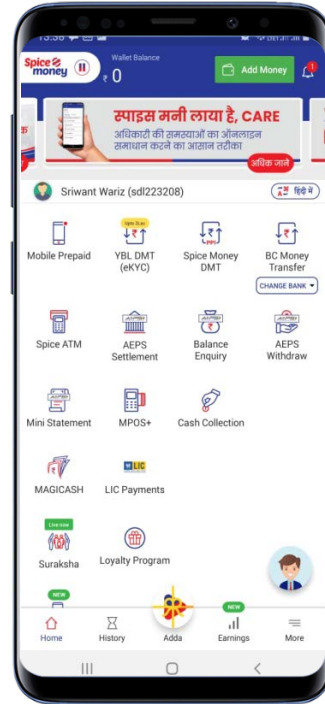 13:38
Spice
money
Wallet Balance
₹ 0
Add Money
1
स्पाइस मनी लाया है, CARE
अधिकारी की समस्याओं का ऑनलाइन
समाधान करने का आसान तरीका
अधिक जाने
Sriwant Wariz (sdl223208)
हिंदी में
Mobile Prepaid
YBL DMT
(eKYC)
Spice Money
DMT
BC Money
Transfer
CHANGE BANK
Spice ATM
AEPS
Settlement
Balance
Enquiry
AEPS
Withdraw
Mini Statement
MPOS+
Cash Collection
MAGICASH
LIC
LIC Payments
Live now
Suraksha
Loyalty Program
NEW
NEW
Home
History
Adda
Earnings
More